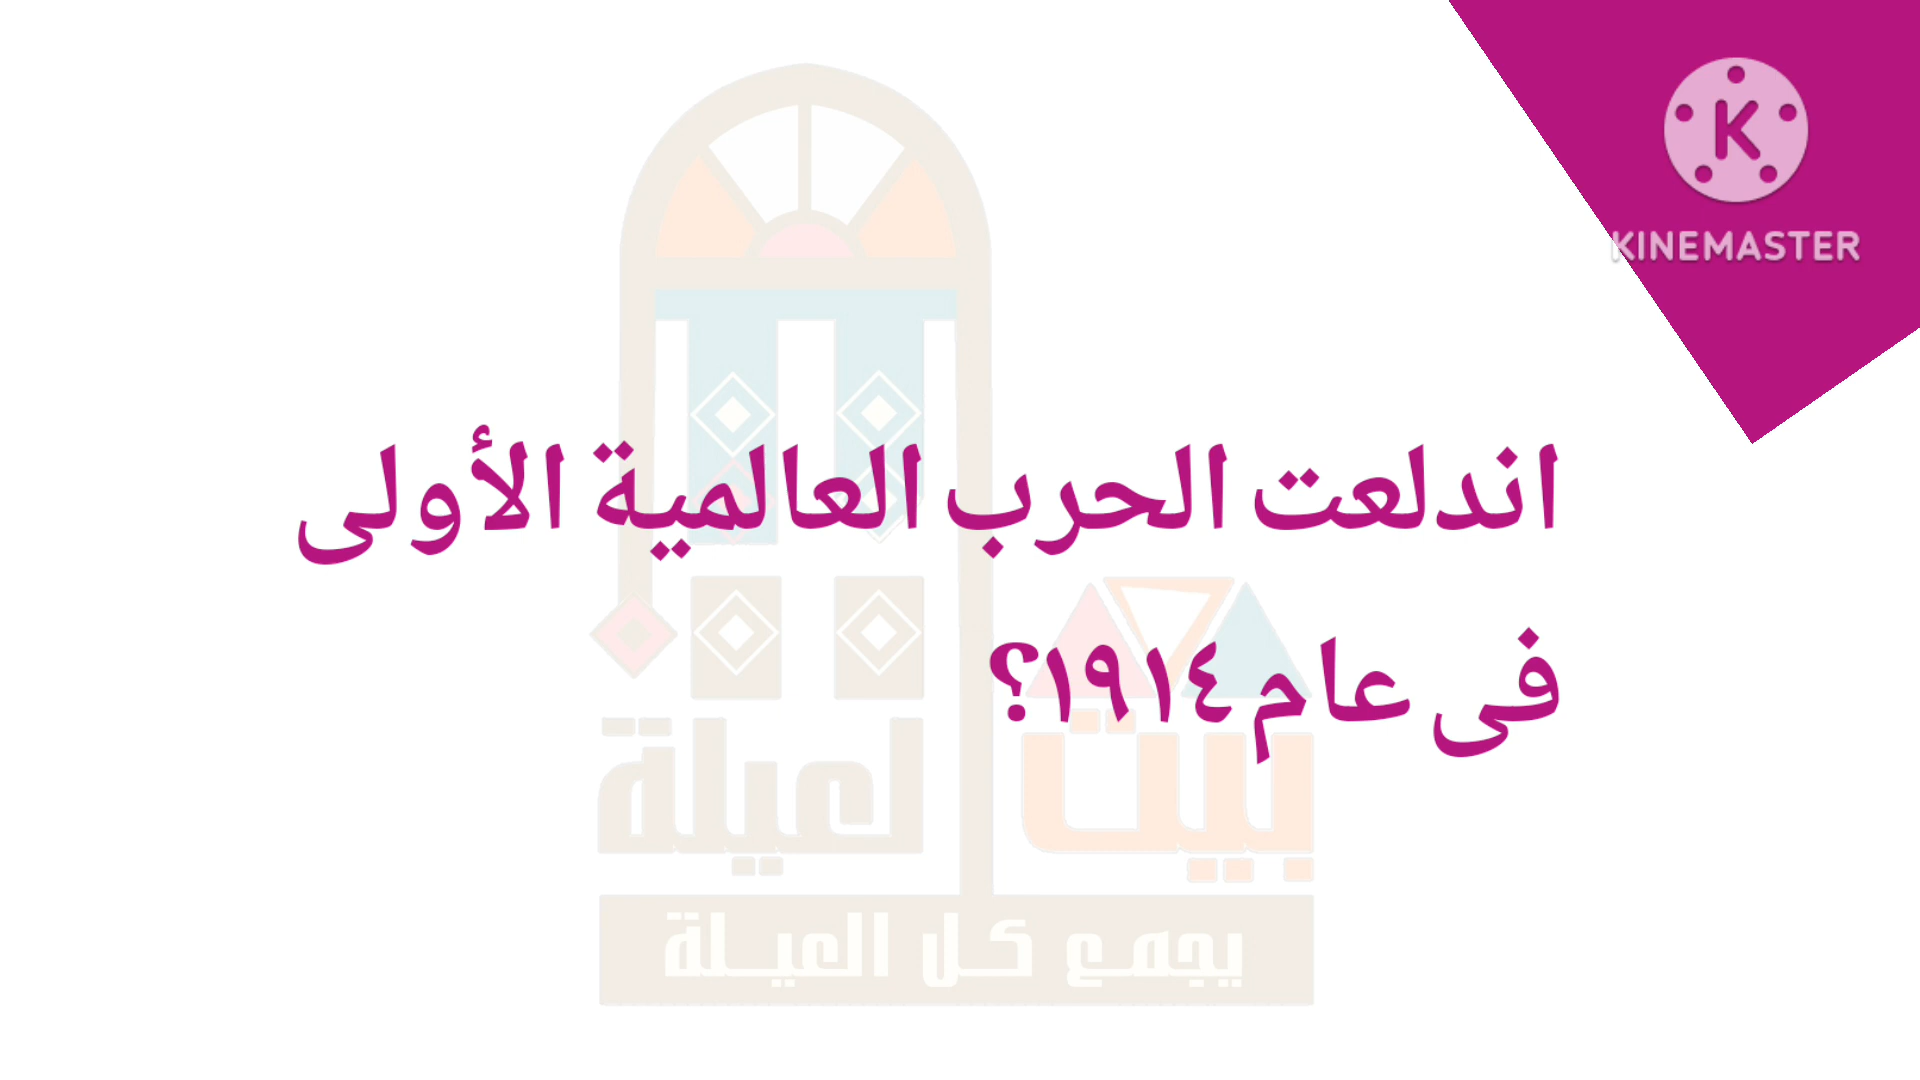 K
KINEMASTER
اندلعت الحرب العالمية الأولى
فى عام ١٩١٤؟
بيت لعيلة
يجمع كل العيلة